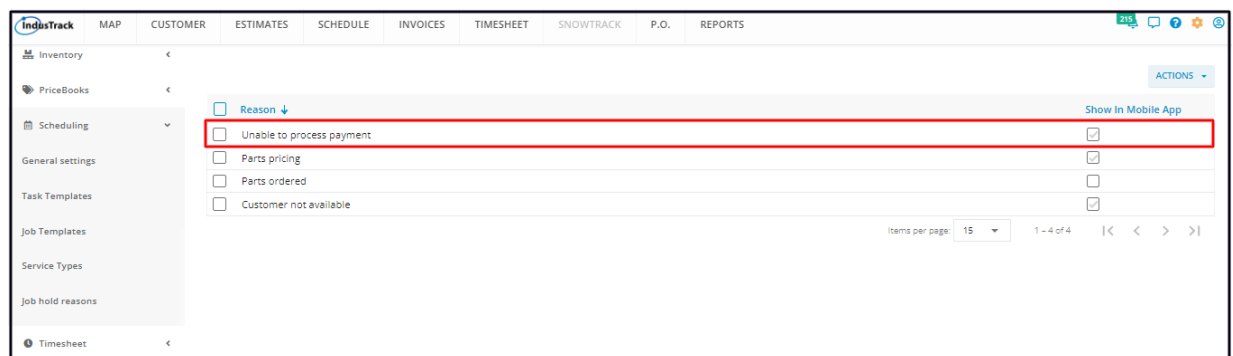 IndusTrack MAP CUSTOMER ESTIMATES SCHEDULE INVOICES TIMESHEET SNOWTRACK P.O. REPORTS 215
Inventory
PriceBooks
Scheduling
General settings
Task Templates
Job Templates
Service Types
Job hold reasons
Timesheet
ACTIONS
Reason Show In Mobile App
Unable to process payment
Parts pricing
Parts ordered
Customer not available
Items per page: 15 1 – 4 of 4